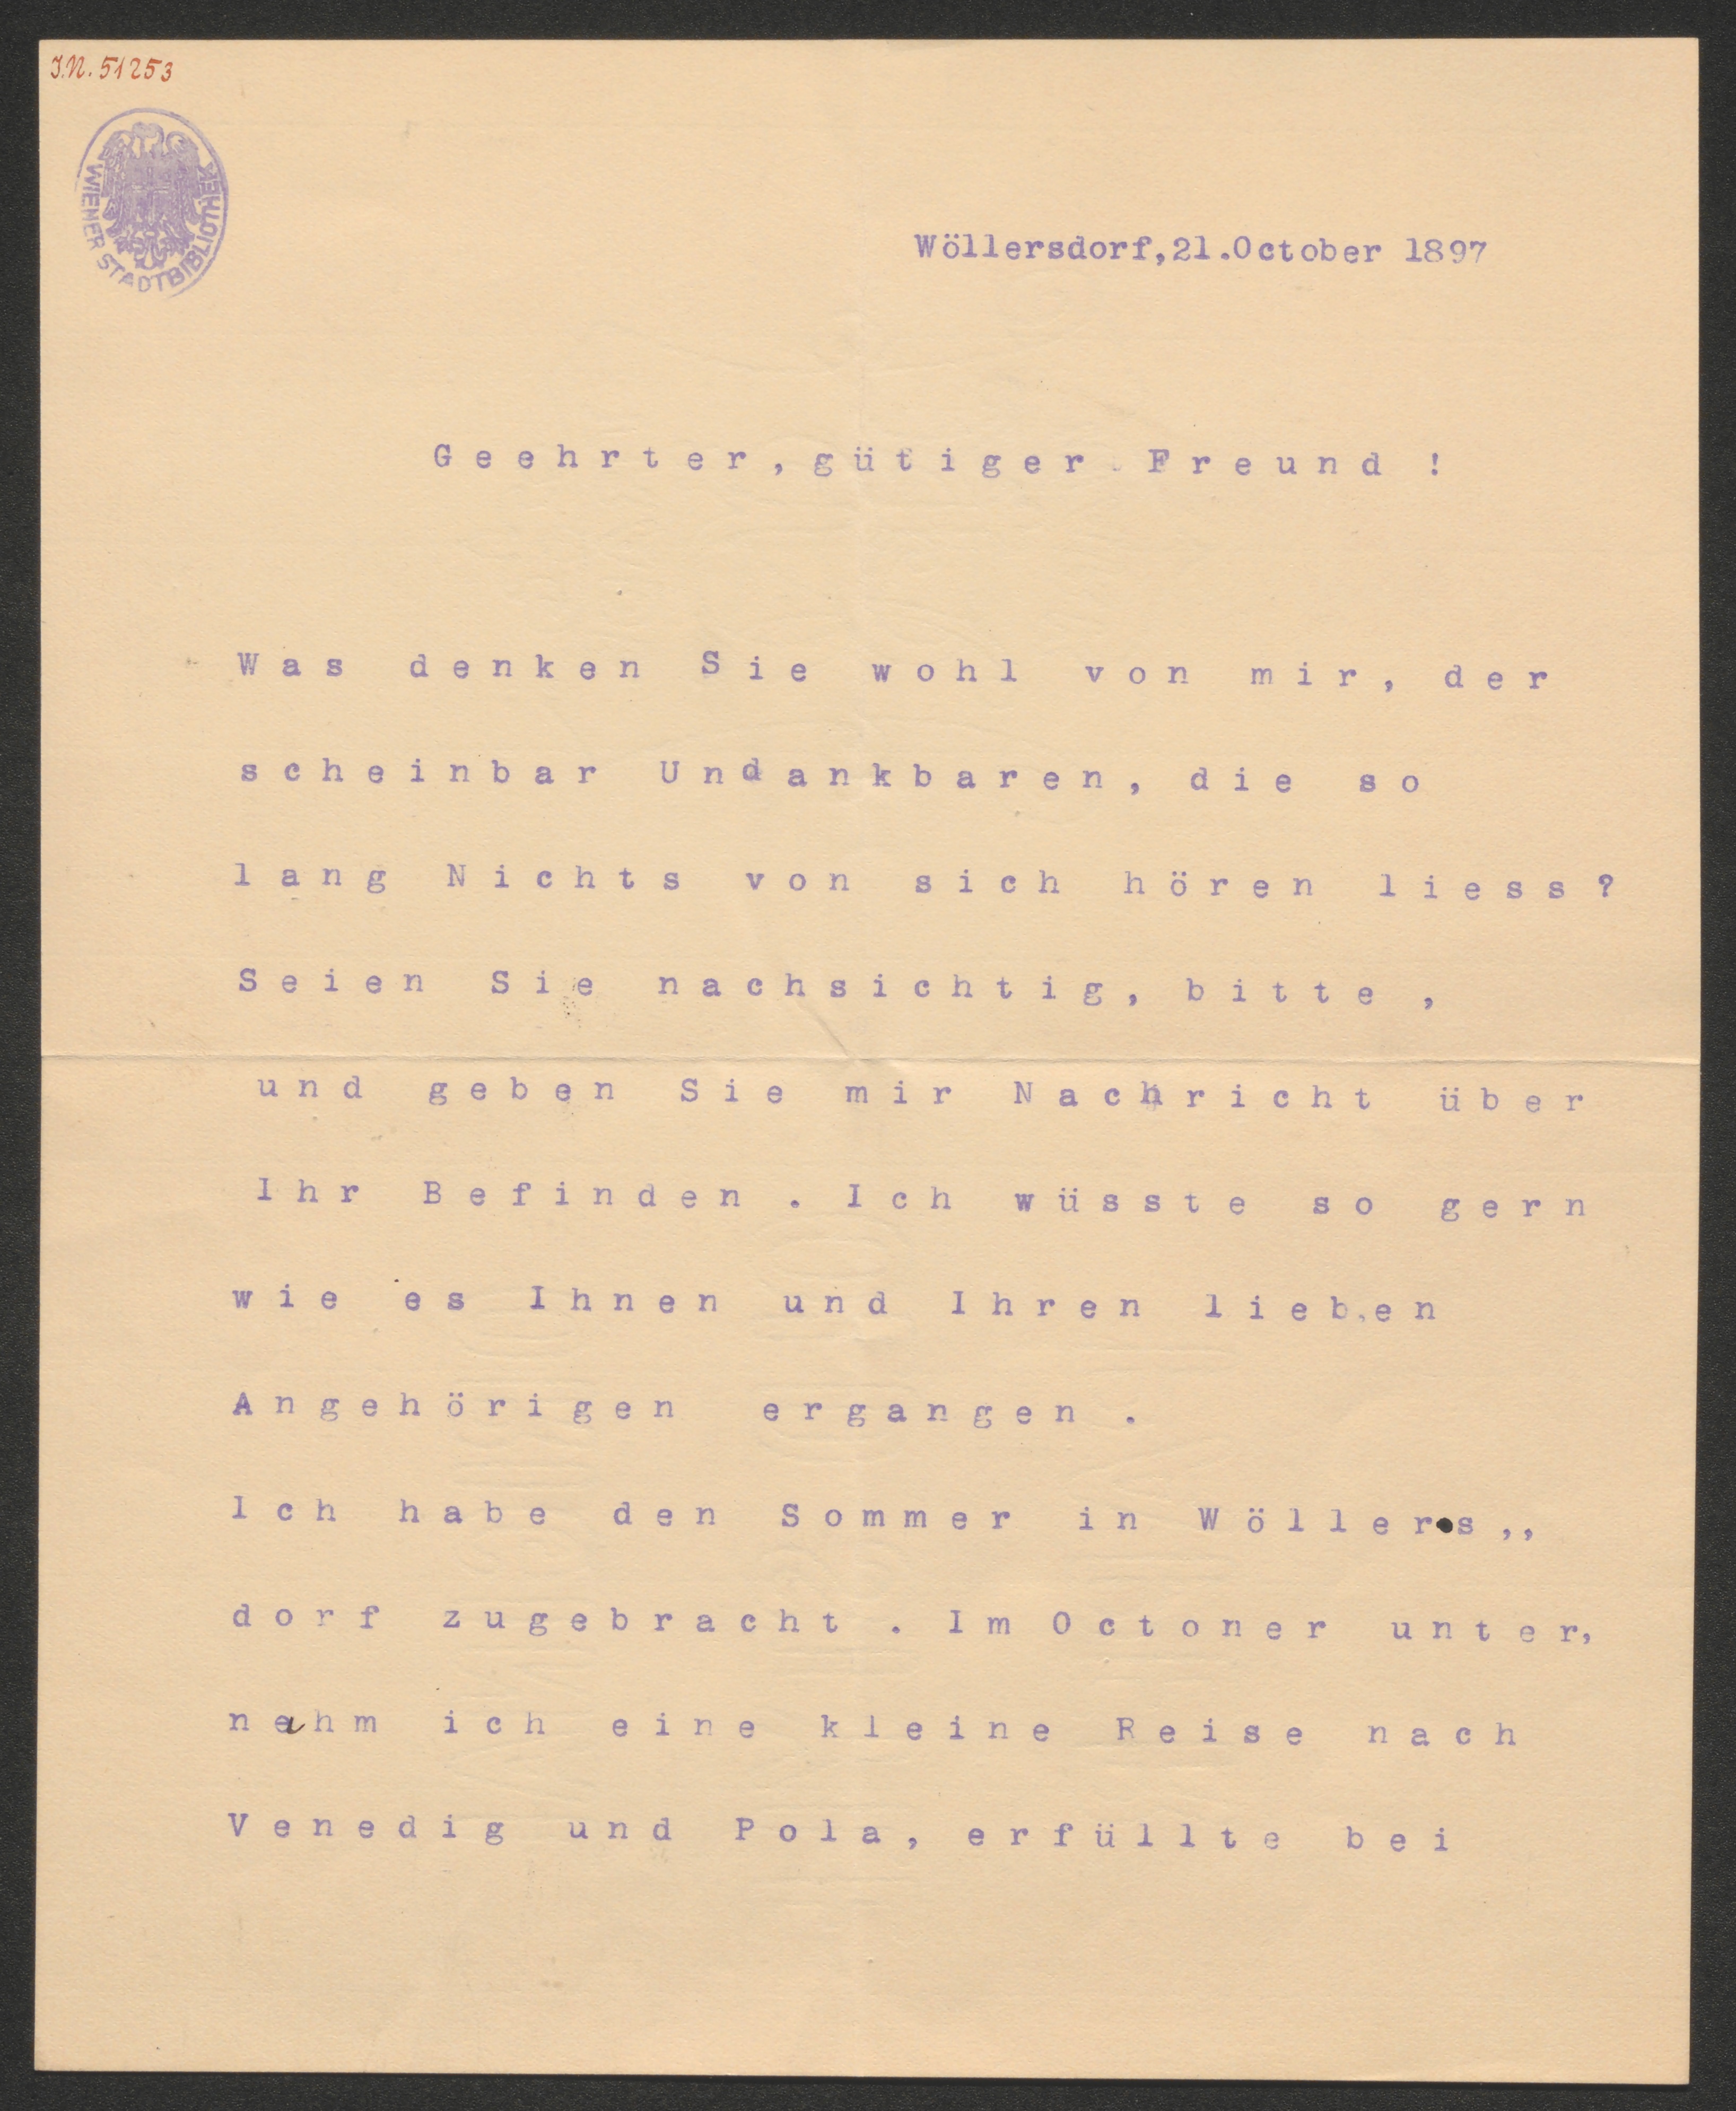 J.N. 51253
WIENER STADTBIBLIOTHEK
Wöllersdorf,21.October 1897
Geehrter,gütiger Freund !
Was denken Sie wohl von mir, der
scheinbar Undankbaren, die so
lang Nichts von sich hören liess?
Seien Sie nachsichtig, bitte ,
und geben Sie mir Nachricht über
Ihr Befinden . Ich wüsste so gern
wie es Ihnen und Ihren lieben
Angehörigen ergangen .
Ich habe den Sommer in Wöllers,,
dorf zugebracht . Im Octoner unter,
nahm ich eine kleine Reise nach
Venedig und Pola, erfüllte bei